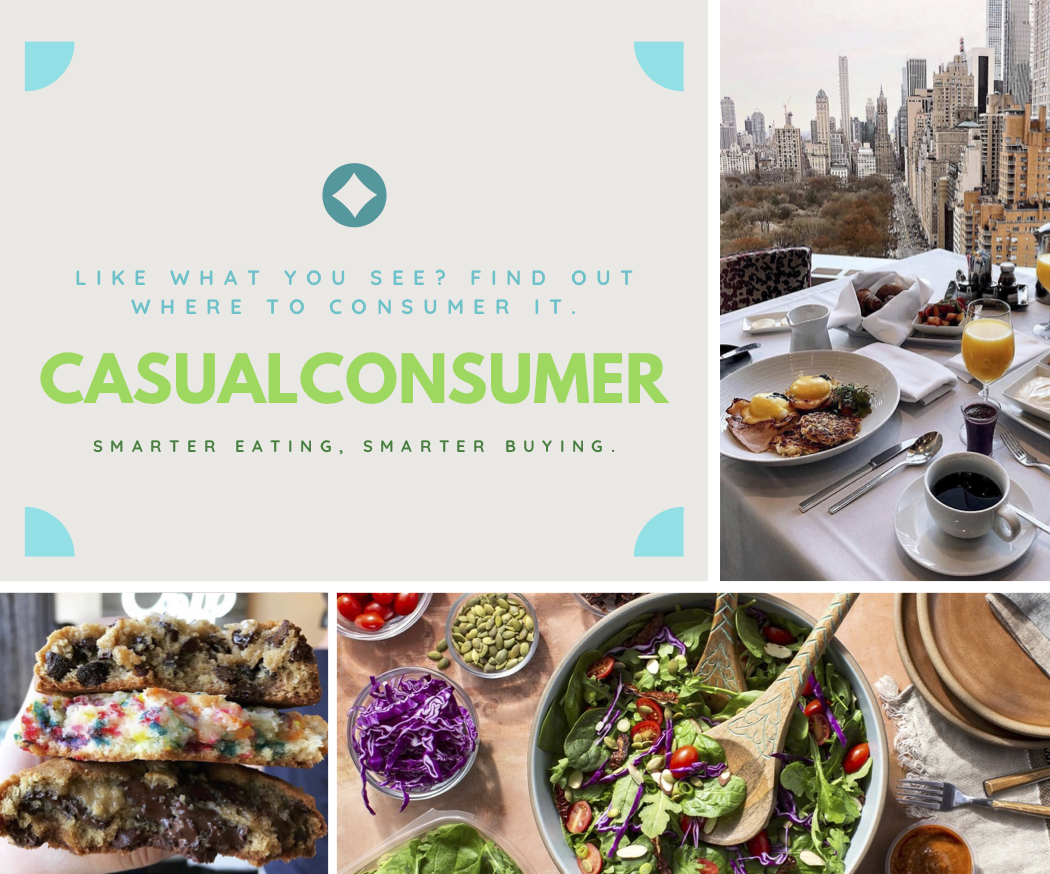 LIKE WHAT YOU SEE? FIND OUT
WHERE TO CONSUMER IT.
CASUALCONSUMER
SMARTER EATING, SMARTER BUYING.